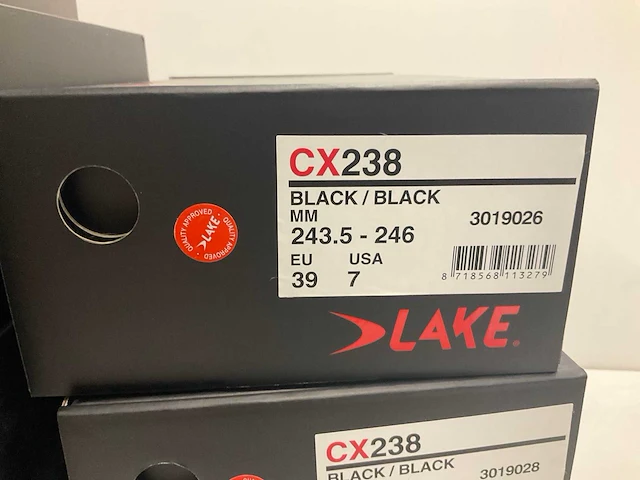 CX238
BLACK / BLACK
MM
3019026
243.5 - 246
EU USA
39 7
8 718568 113279
QUALITY APPROVED
LAKE
QUALITY APPROVED
LAKE
CX238
BLACK / BLACK
3019028